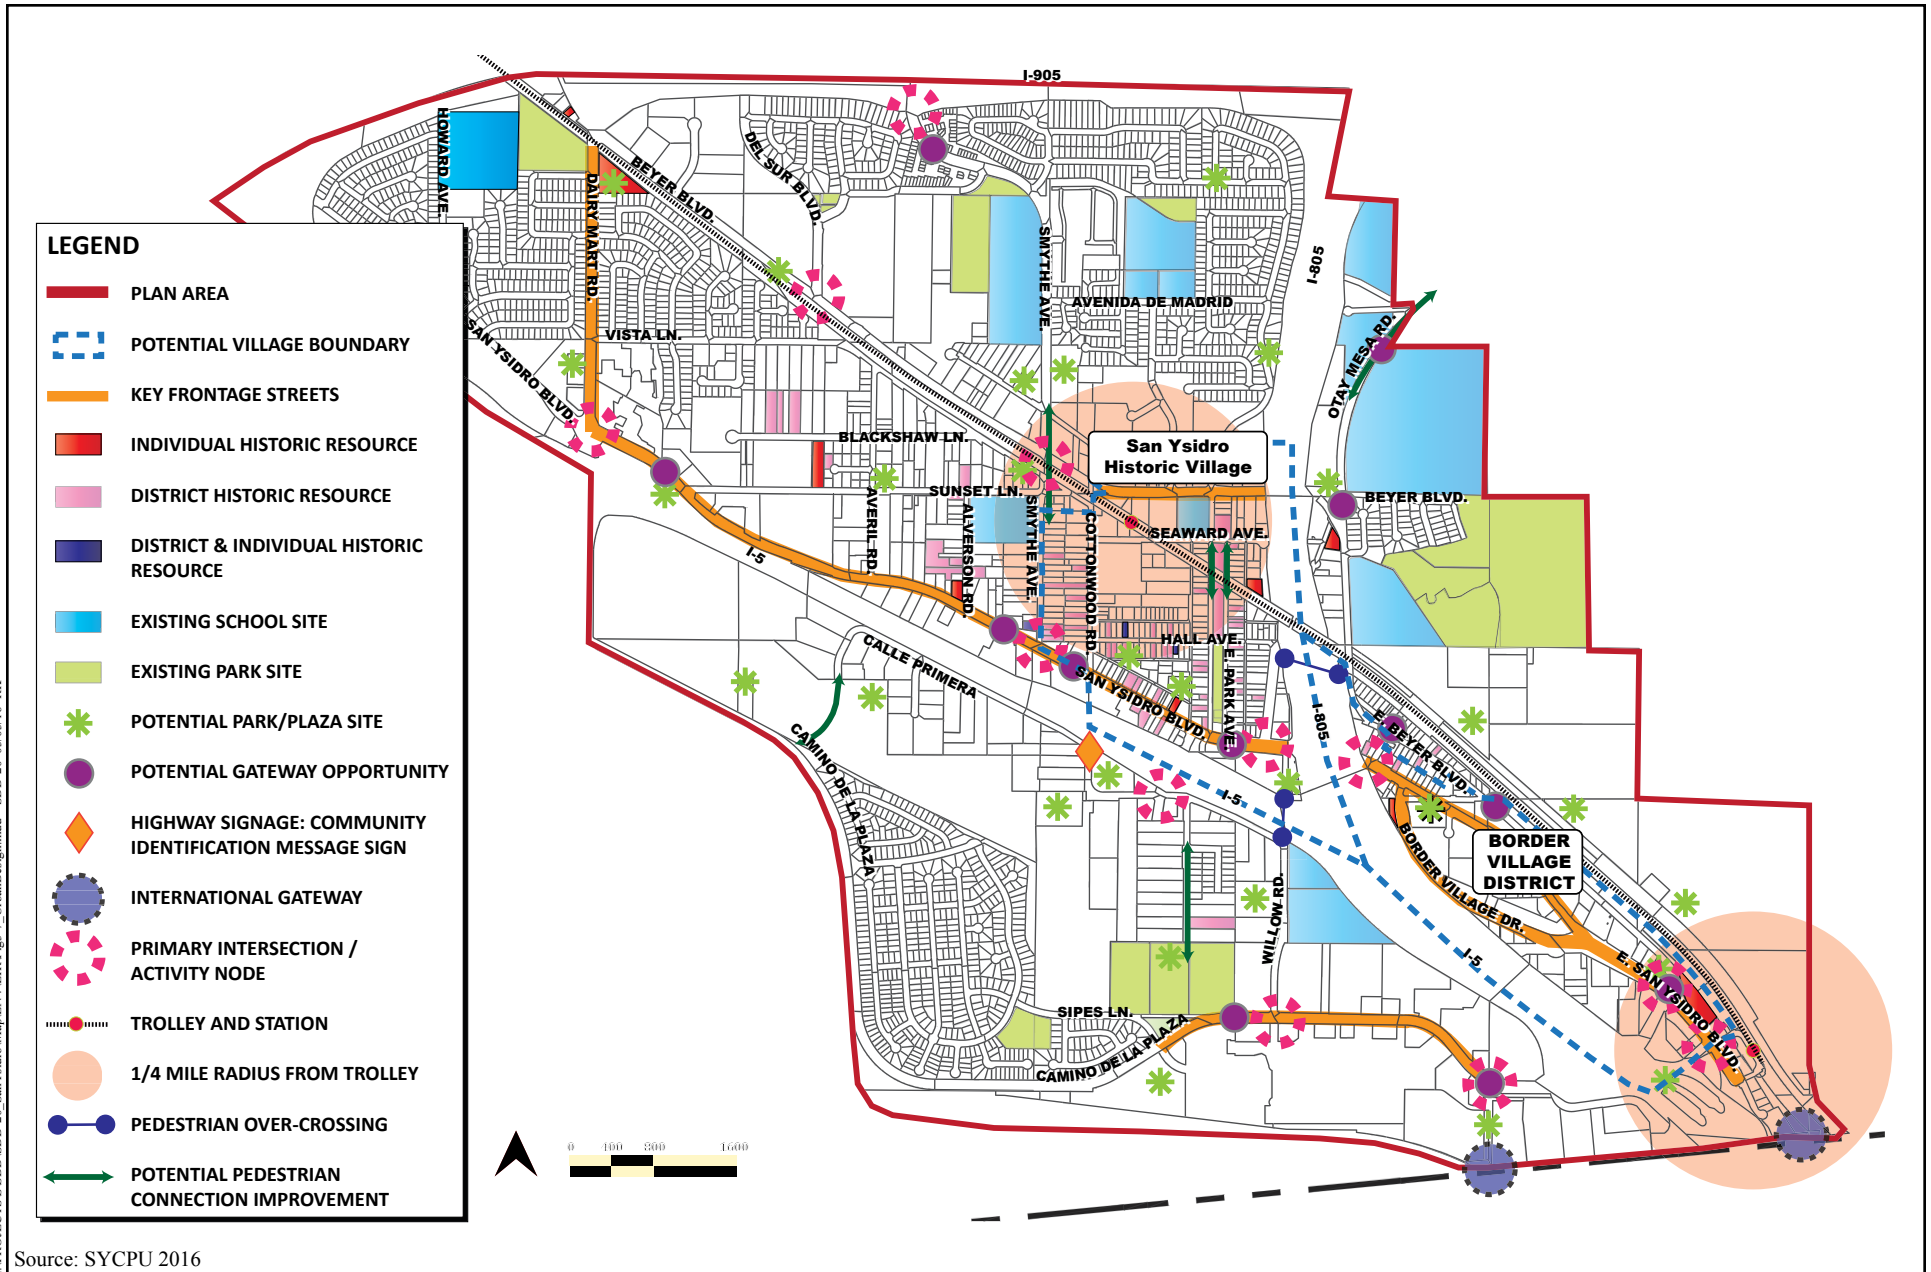 I-905
HOWARD AVE.
DAIRY MART RD.
BEYER BLVD.
DEL SUR BLVD.
SMYTHE AVE.
AVENIDA DE MADRID
I-805
OTAY MESA RD.
VISTA LN.
SAN YSIDRO BLVD.
BLACKSHAW LN.
San Ysidro
Historic Village
SUNSET LN.
BEYER BLVD.
SEAWARD AVE.
AVERIL RD.
ALVERSON RD.
SMYTHE AVE.
COTTONWOOD RD.
I-5
HALL AVE.
E. PARK AVE.
CALLE PRIMERA
SAN YSIDRO BLVD.
I-805
E. BEYER BLVD.
CAMINO DE LA PLAZA
I-5
BORDER
VILLAGE
DISTRICT
BORDER VILLAGE DR.
WILLOW RD.
I-5
E. SAN YSIDRO BLVD.
SIPES LN.
CAMINO DE LA PLAZA
LEGEND
PLAN AREA
POTENTIAL VILLAGE BOUNDARY
KEY FRONTAGE STREETS
INDIVIDUAL HISTORIC RESOURCE
DISTRICT HISTORIC RESOURCE
DISTRICT & INDIVIDUAL HISTORIC
RESOURCE
EXISTING SCHOOL SITE
EXISTING PARK SITE
POTENTIAL PARK/PLAZA SITE
POTENTIAL GATEWAY OPPORTUNITY
HIGHWAY SIGNAGE: COMMUNITY
IDENTIFICATION MESSAGE SIGN
INTERNATIONAL GATEWAY
PRIMARY INTERSECTION /
ACTIVITY NODE
TROLLEY AND STATION
1/4 MILE RADIUS FROM TROLLEY
PEDESTRIAN OVER-CROSSING
POTENTIAL PEDESTRIAN
CONNECTION IMPROVEMENT
0 400 800 1600
Source: SYCPU 2016